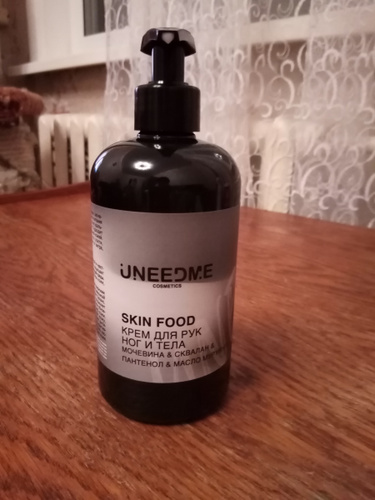 UNEEDME
COSMETICS
SKIN FOOD
КРЕМ ДЛЯ РУК
НОГ И ТЕЛА
МОЧЕВИНА & СКВАЛАН &
ПАНТЕНОЛ & МАСЛО